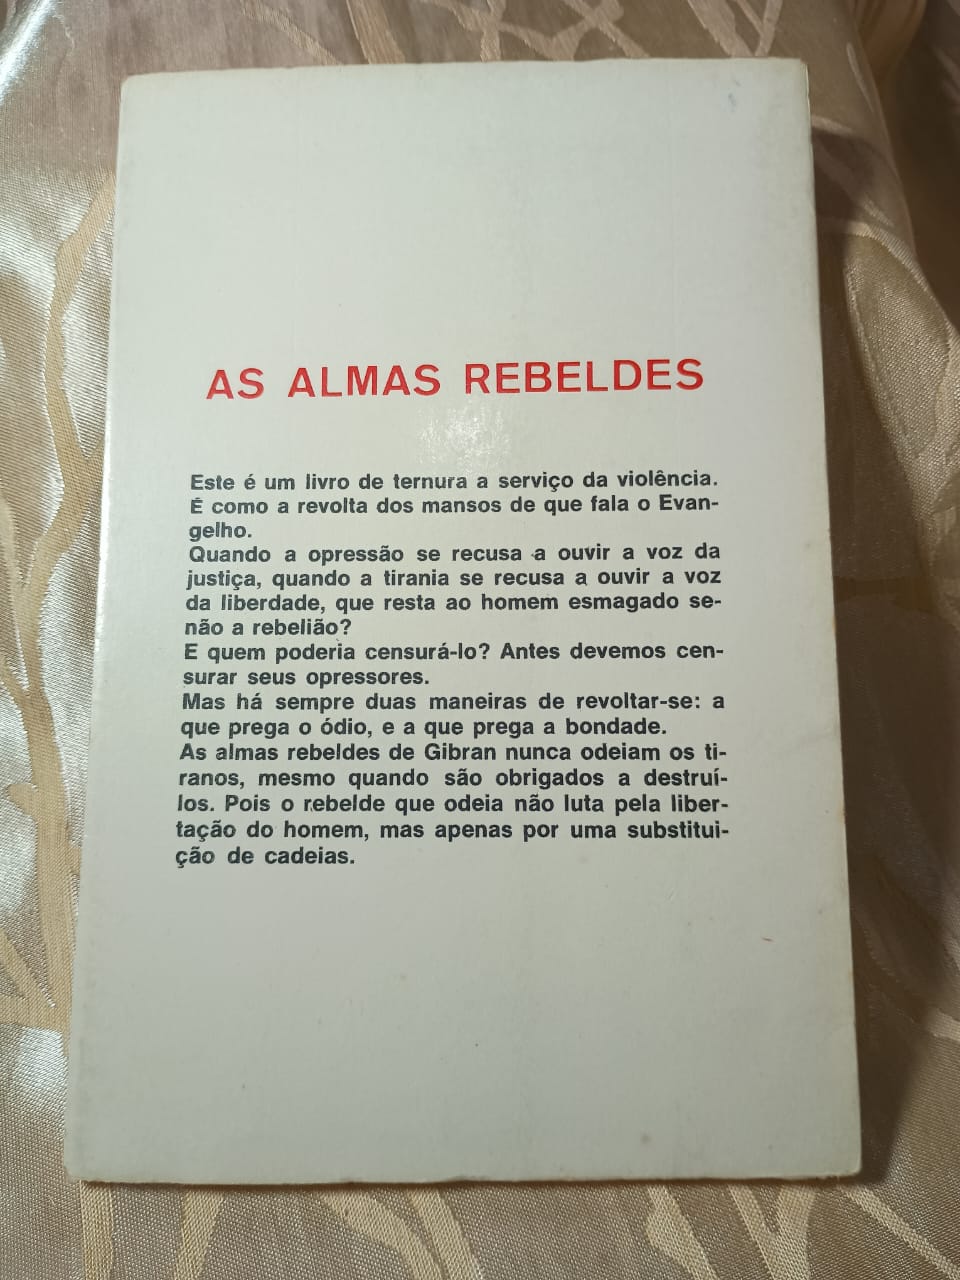 AS ALMAS REBELDES
Este é um livro de ternura a serviço da violência.
É como a revolta dos mansos de que fala o Evan-
gelho.
Quando a opressão se recusa a ouvir a voz da
justiça, quando a tirania se recusa a ouvir a voz
da liberdade, que resta ao homem esmagado se-
não a rebelião?
E quem poderia censurá-lo? Antes devemos cen-
surar seus opressores.
Mas há sempre duas maneiras de revoltar-se: a
que prega o ódio, e a que prega a bondade.
As almas rebeldes de Gibran nunca odeiam os ti-
ranos, mesmo quando são obrigados a destruí-
los. Pois o rebelde que odeia não luta pela liber-
tação do homem, mas apenas por uma substitui-
ção de cadeias.